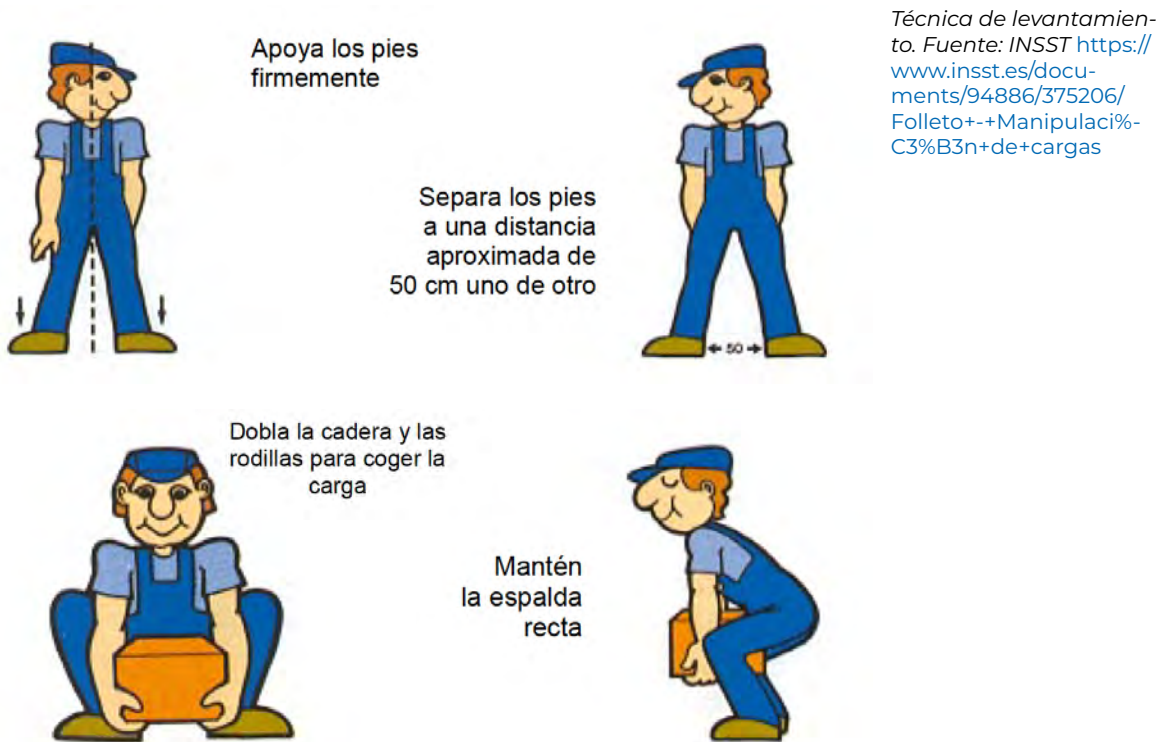 Apoya los pies
firmemente
Técnica de levantamien-
to. Fuente: INSST https://
www.insst.es/docu-
ments/94886/375206/
Folleto+-+Manipulaci%-
C3%B3n+de+cargas
Separa los pies
a una distancia
aproximada de
50 cm uno de otro
50
Dobla la cadera y las
rodillas para coger la
carga
Mantén
la espalda
recta